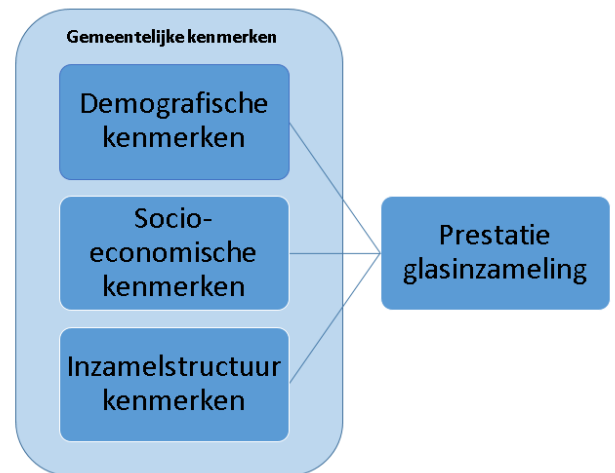 Gemeentelijke kenmerken
Demografische
kenmerken
Socio-
economische
kenmerken
Inzamelstructuur
kenmerken
Prestatie
glasinzameling